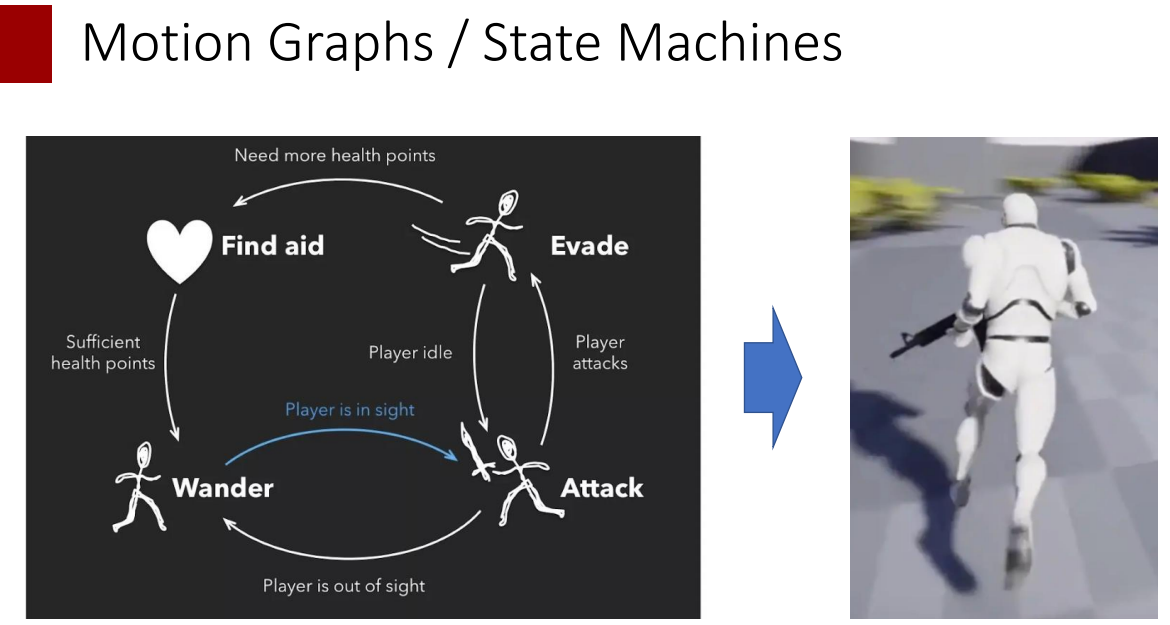 Motion Graphs / State Machines
Need more health points
Find aid
Evade
Sufficient
health points
Player idle
Player
attacks
Player is in sight
Wander
Attack
Player is out of sight